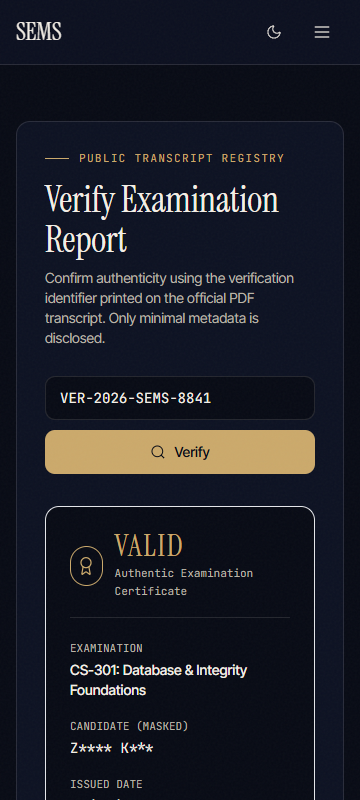 SEMS
PUBLIC TRANSCRIPT REGISTRY
Verify Examination
Report
Confirm authenticity using the verification
identifier printed on the official PDF
transcript. Only minimal metadata is
disclosed.
VER-2026-SEMS-8841
Verify
VALID
Authentic Examination
Certificate
EXAMINATION
CS-301: Database & Integrity
Foundations
CANDIDATE (MASKED)
Z**** K***
ISSUED DATE